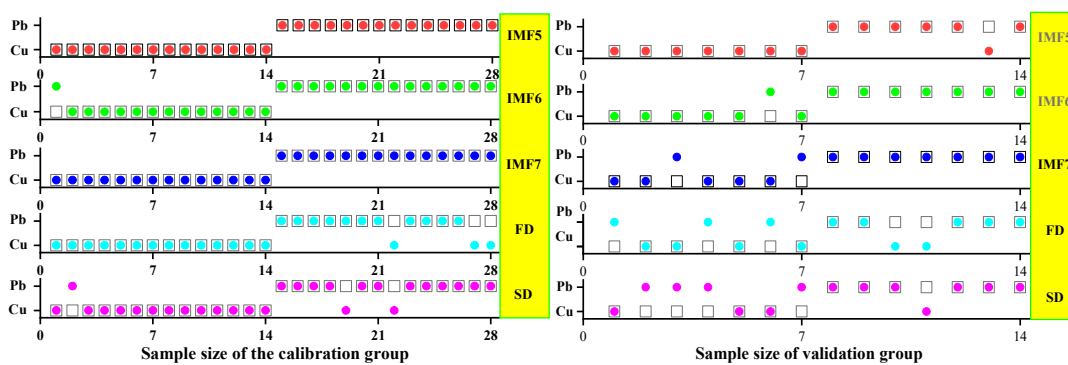 Pb
Cu
0 7 14 21 28
IMF5
Pb
Cu
0 7 14 21 28
IMF6
Pb
Cu
0 7 14 21 28
IMF7
Pb
Cu
0 7 14 21 28
FD
Pb
Cu
0 7 14 21 28
SD
Sample size of the calibration group
Pb
Cu
0 7 14
IMF5
Pb
Cu
0 7 14
IMF6
Pb
Cu
0 7 14
IMF7
Pb
Cu
0 7 14
FD
Pb
Cu
0 7 14
SD
Sample size of validation group